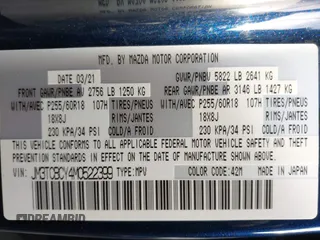 MFD. BY MAZDA MOTOR CORPORATION
DATE 03/21 GVWR/PNBV 5822 LB 2641 KG
FRONT GAWR/PNBE AV 2756 LB 1250 KG REAR GAWR/PNBE AR 3146 LB 1427 KG
WITH/AVEC P255/60R18 107H TIRES/PNEUS WITH/AVEC P255/60R18 107H TIRES/PNEUS
18X8J RIMS/JANTES 18X8J RIMS/JANTES
230 KPA/34 PSI COLD/A FROID 230 KPA/34 PSI COLD/A FROID
THIS VEHICLE CONFORMS TO ALL APPLICABLE FEDERAL MOTOR VEHICLE
SAFETY, BUMPER, AND THEFT PREVENTION STANDARDS IN EFFECT ON
THE DATE OF MANUFACTURE SHOWN ABOVE.
VIN: JM3TCBCY4M0522399 TYPE: MPV
COLOR: 42M MADE IN JAPAN
DREAMBID